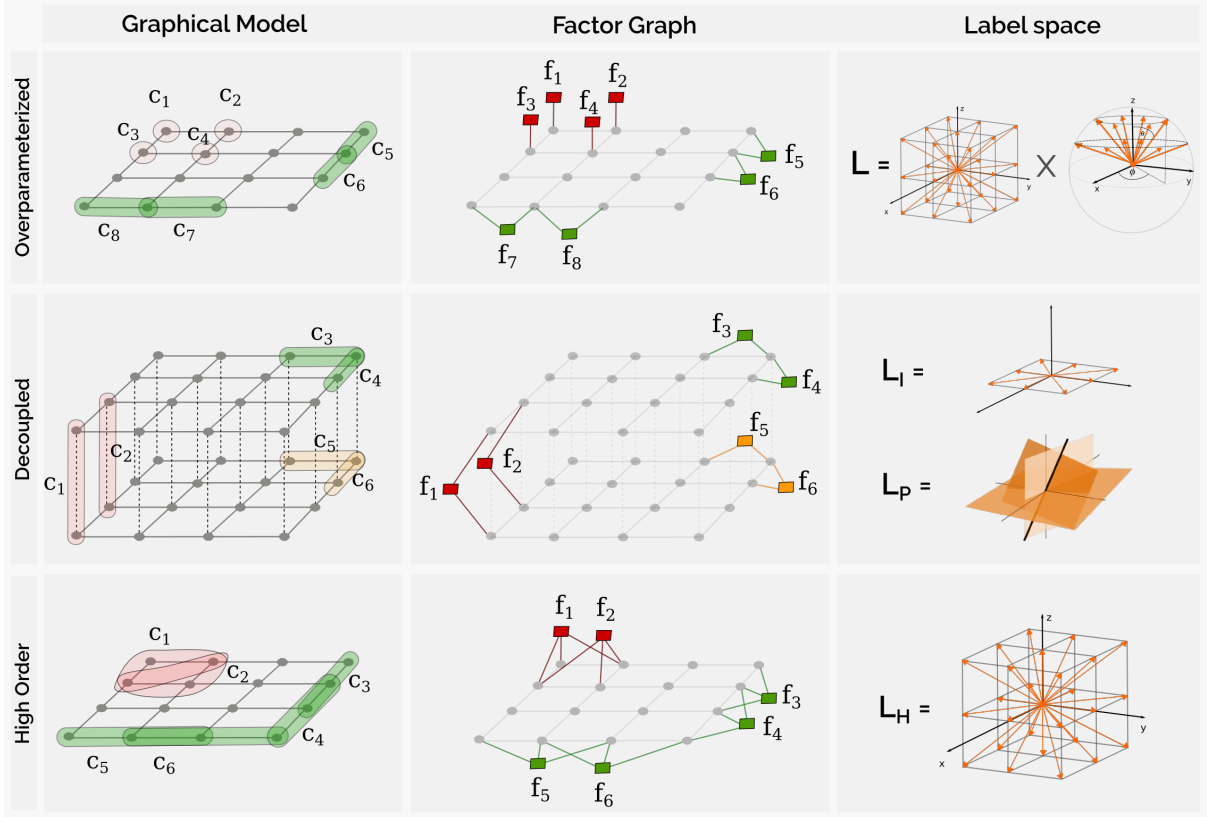 Graphical Model Factor Graph Label space
Overparameterized
c1 c2
c3 c4
c5
c6
c8 c7
f1 f2
f3 f4
f5
f6
f7 f8
L = X
z
y
x
θ
ϕ
z
y
x
Decoupled
c3
c4
c2
c1
c5
c6
f3
f4
f5
f2
f1 f6
LI =
LP =
High Order
c1
c2
c3
c4
c5 c6
f1 f2
f3
f4
f5 f6
LH =
z
y
x